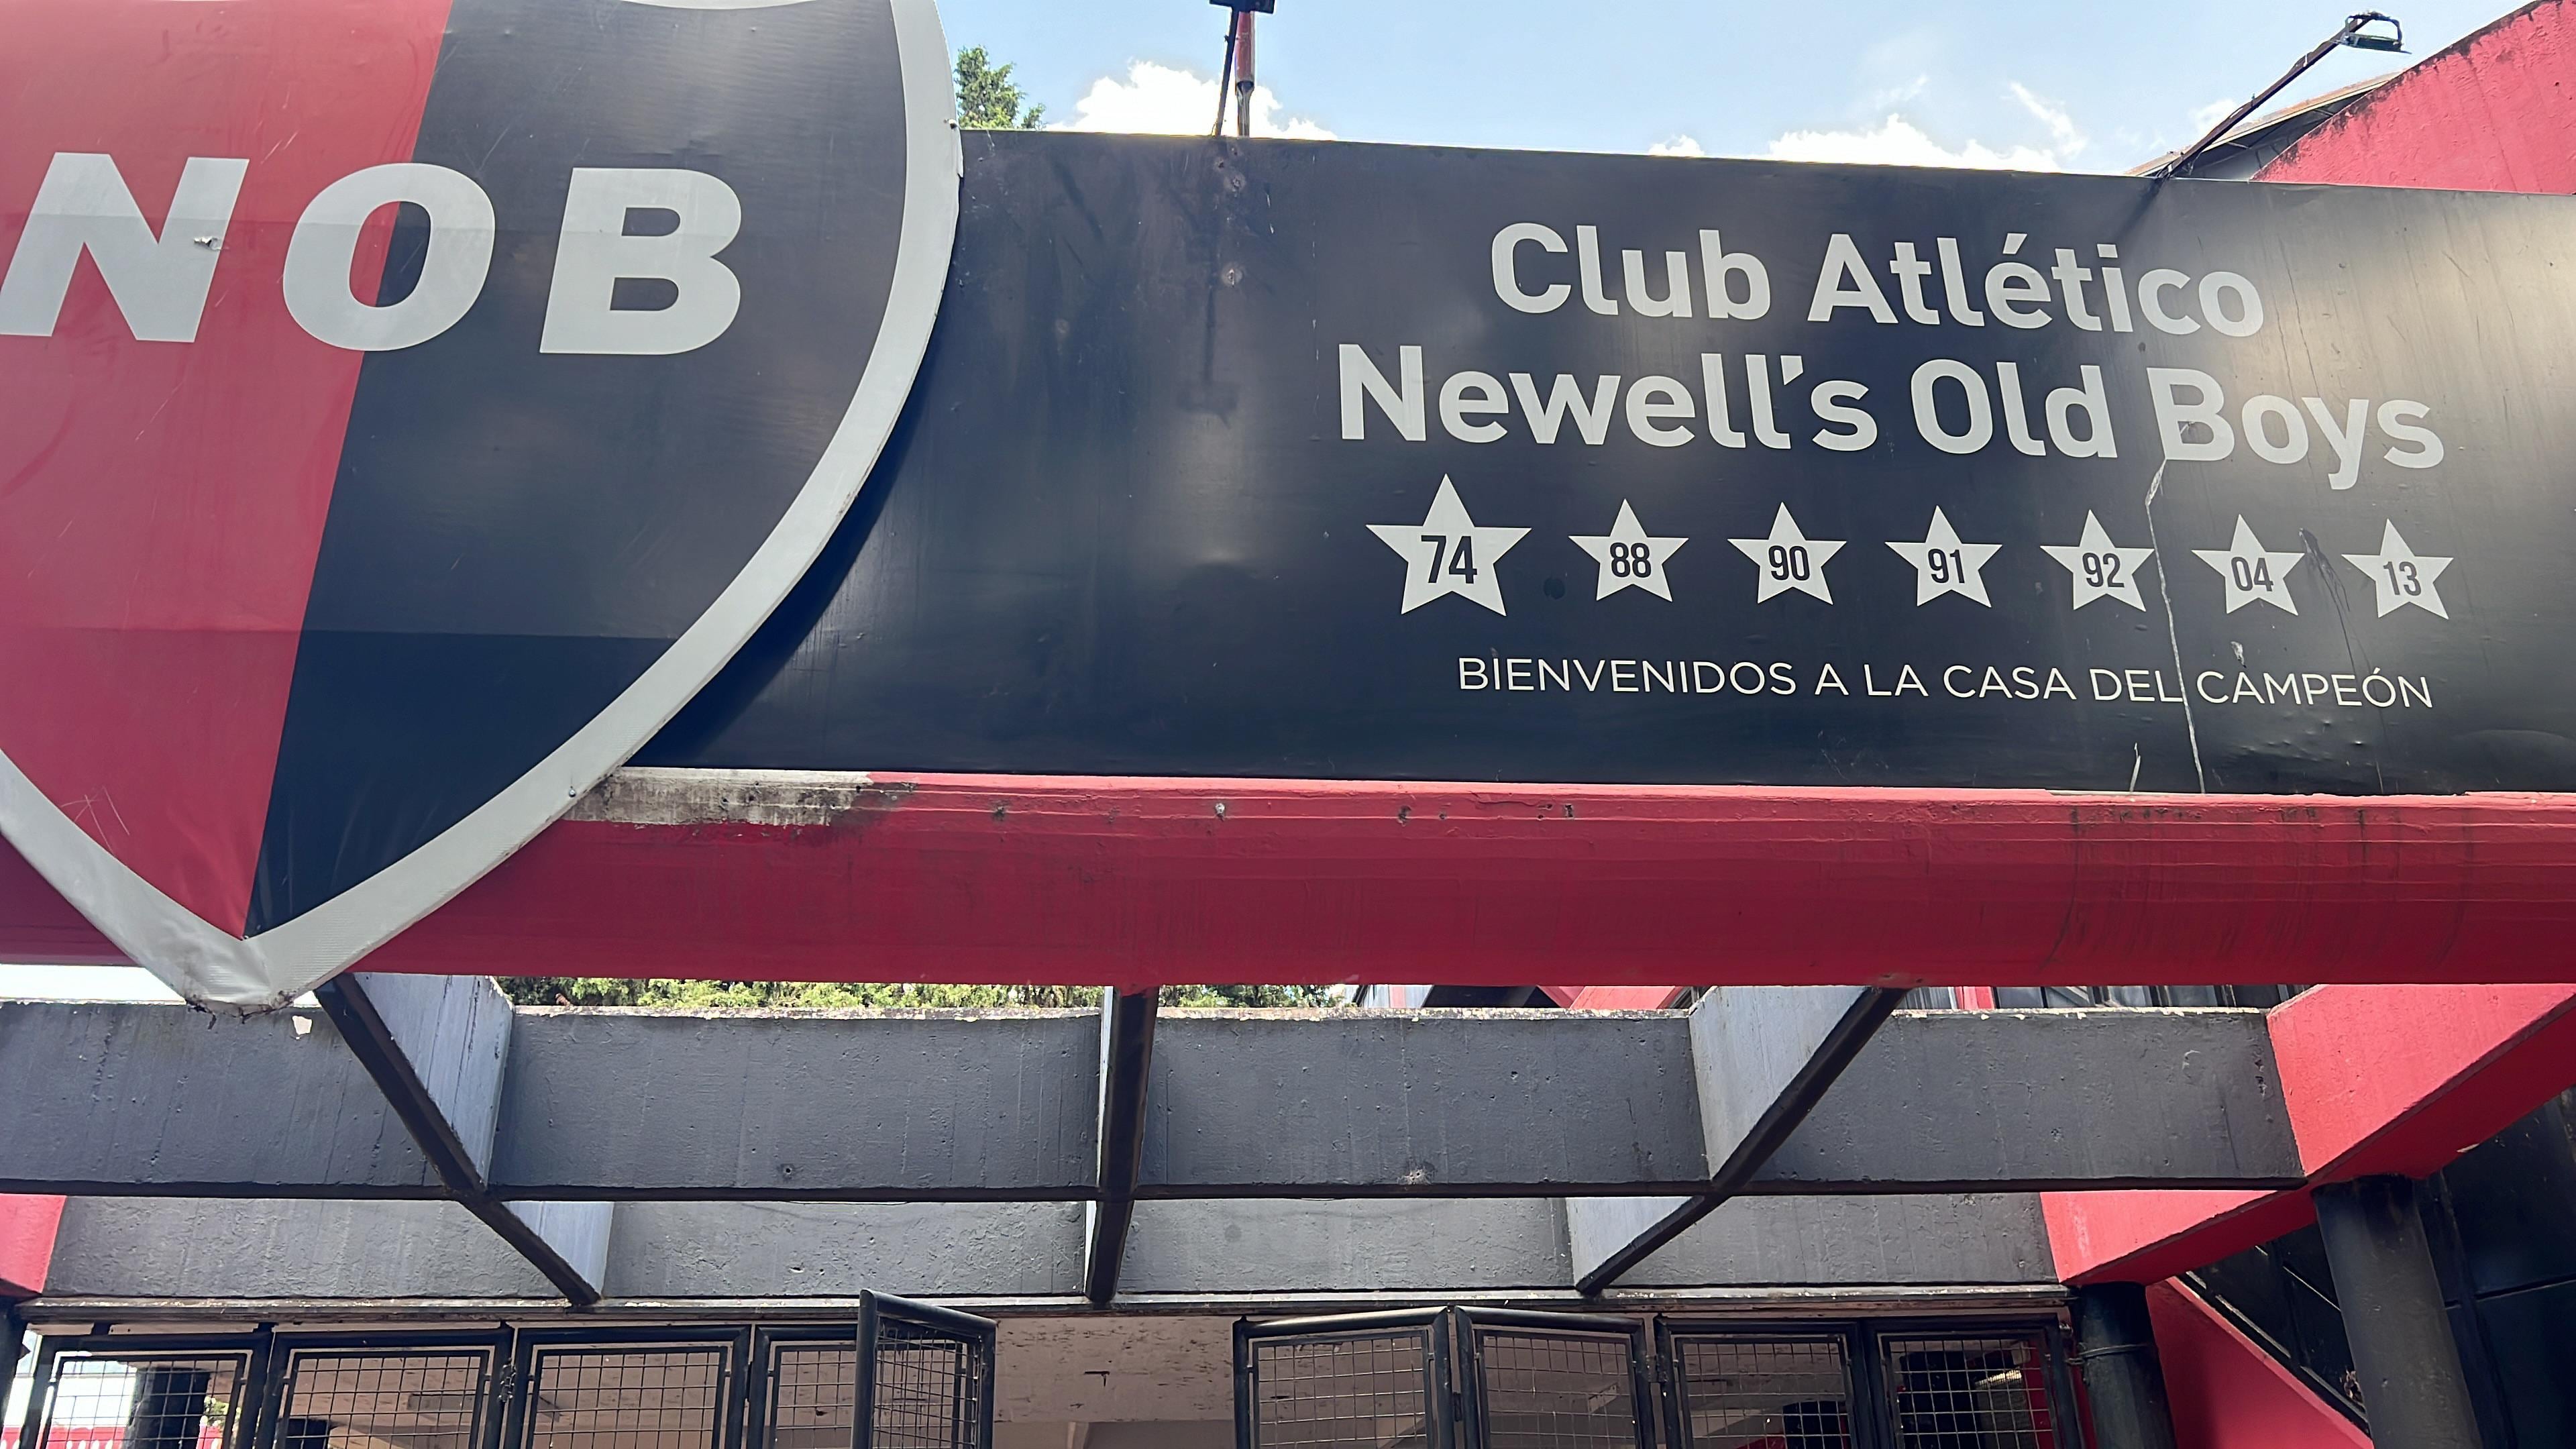 NOB
Club Atlético
Newell's Old Boys
74 88 90 91 92 04 13
BIENVENIDOS A LA CASA DEL CAMPEÓN